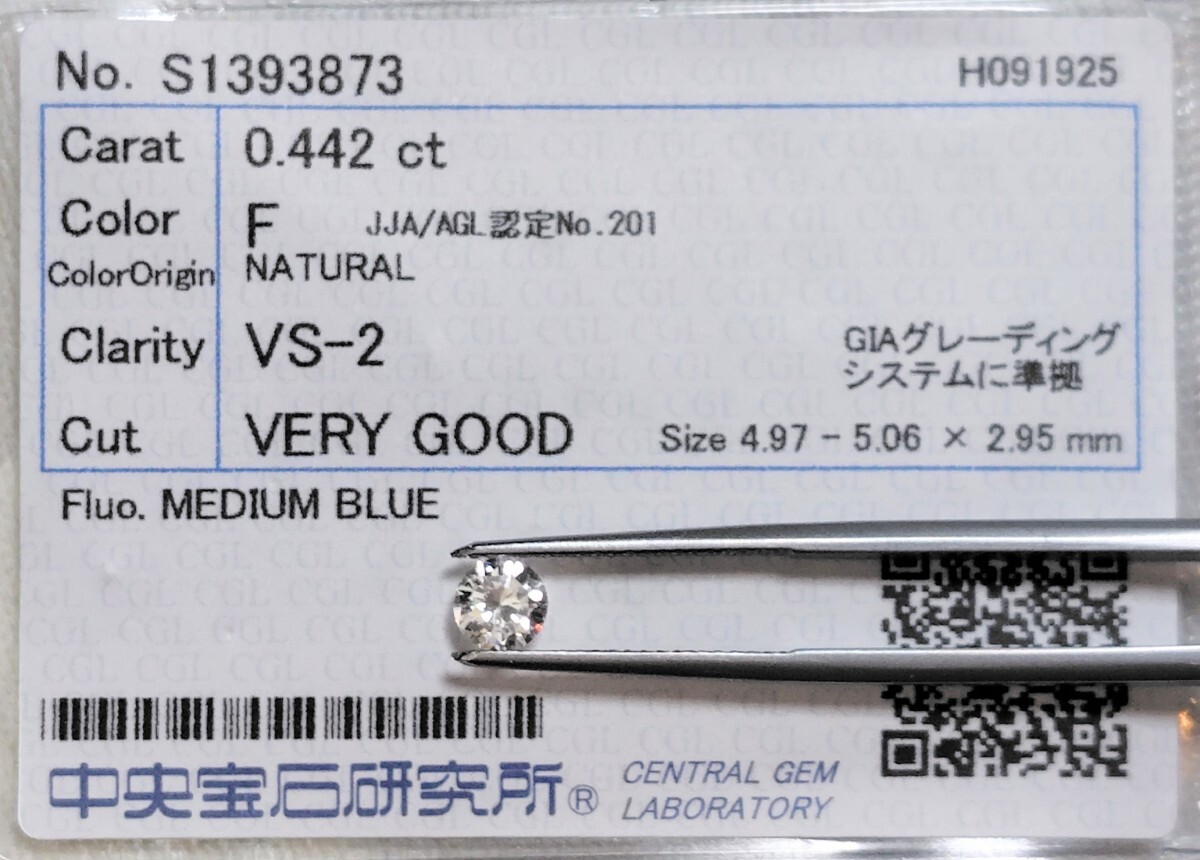 No. S1393873 H091925
Carat 0.442 ct
Color F JJA/AGL認定No.201
ColorOrigin NATURAL
Clarity VS-2 GIAグレーディング
システムに準拠
Cut VERY GOOD Size 4.97 - 5.06 × 2.95 mm
Fluo. MEDIUM BLUE
中央宝石研究所® CENTRAL GEM
LABORATORY